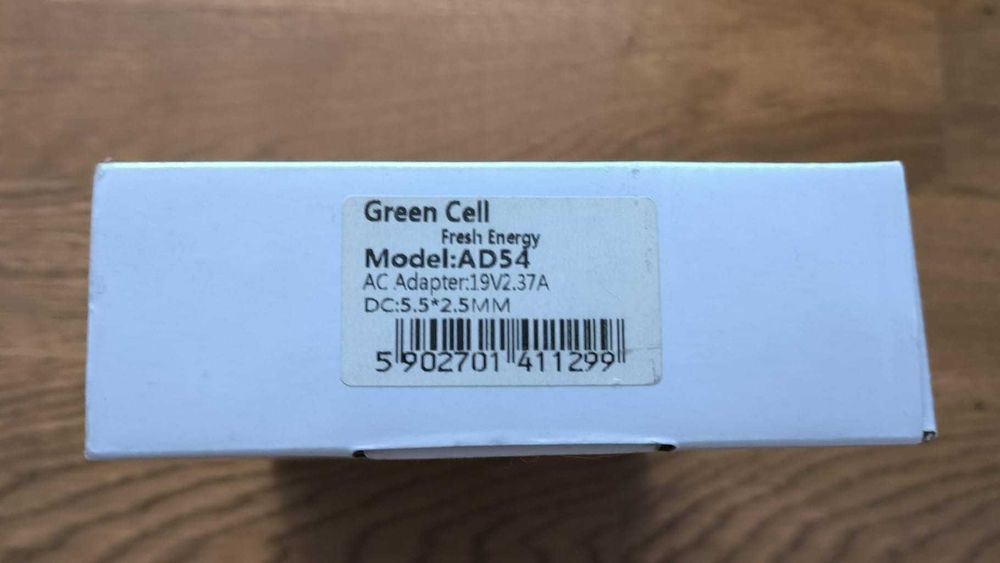 Green Cell
Fresh Energy
Model:AD54
AC Adapter:19V2.37A
DC:5.5*2.5MM
5 902701 411299